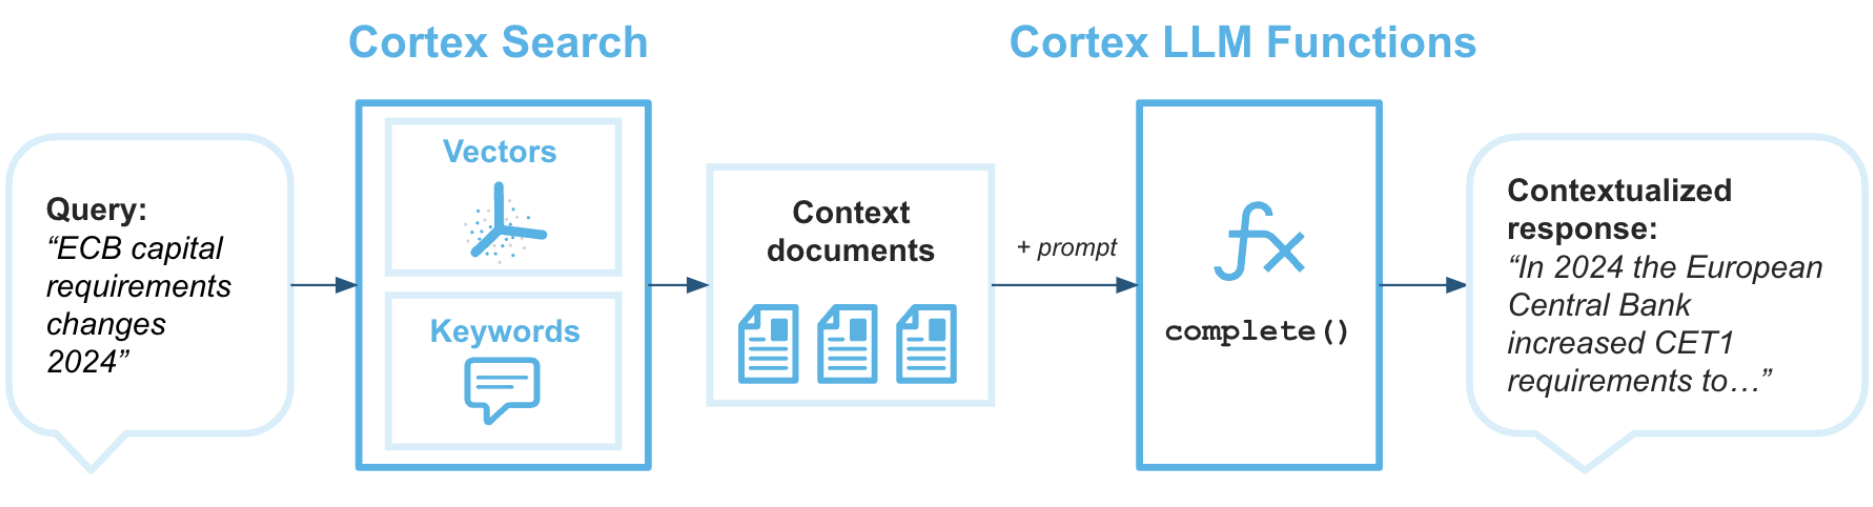 Cortex Search
Cortex LLM Functions
Query:
“ECB capital
requirements
changes
2024”
Vectors
Keywords
Context
documents
+ prompt
fx
complete()
Contextualized
response:
“In 2024 the European
Central Bank
increased CET1
requirements to…”